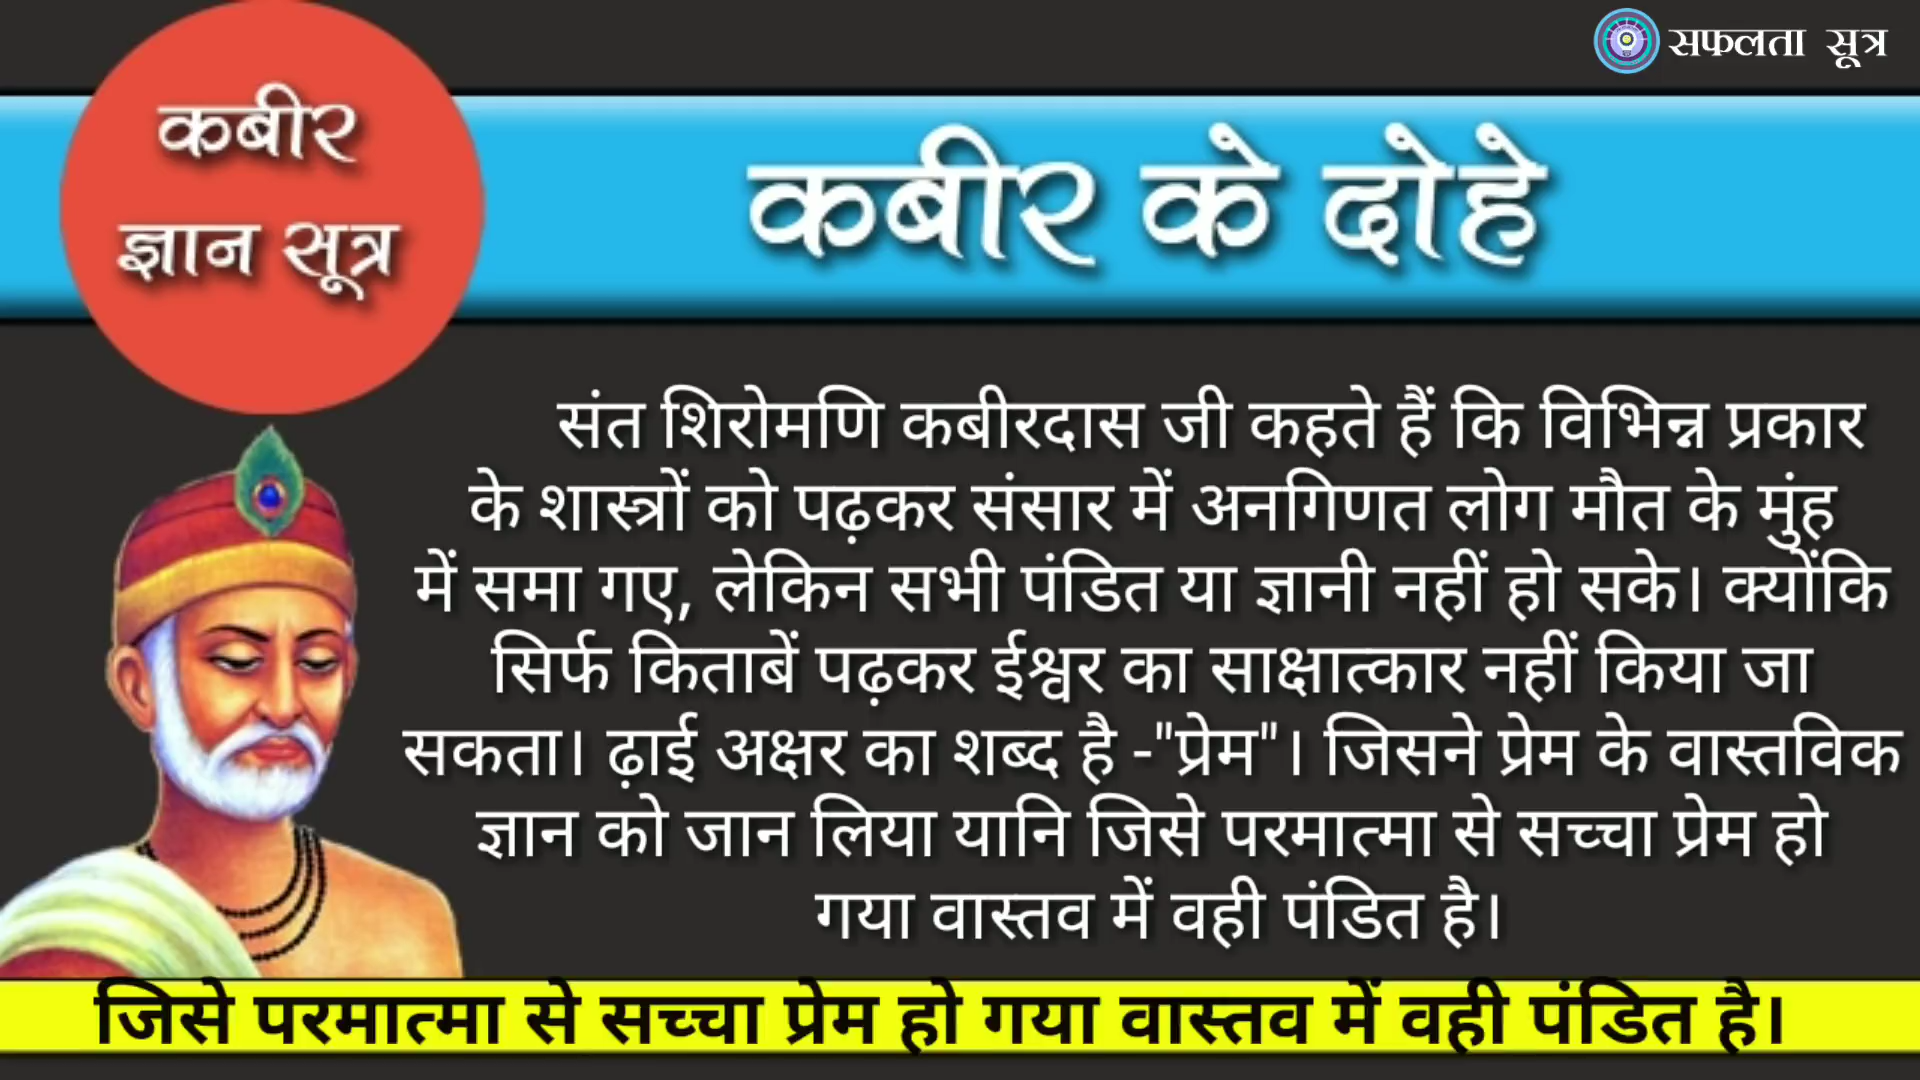 सफलता सूत्र
कबीर
ज्ञान सूत्र
कबीर के दोहे
संत शिरोमणि कबीरदास जी कहते हैं कि विभिन्न प्रकार
के शास्त्रों को पढ़कर संसार में अनगिणत लोग मौत के मुंह
में समा गए, लेकिन सभी पंडित या ज्ञानी नहीं हो सके। क्योंकि
सिर्फ किताबें पढ़कर ईश्वर का साक्षात्कार नहीं किया जा
सकता। ढ़ाई अक्षर का शब्द है -"प्रेम"। जिसने प्रेम के वास्तविक
ज्ञान को जान लिया यानि जिसे परमात्मा से सच्चा प्रेम हो
गया वास्तव में वही पंडित है।
जिसे परमात्मा से सच्चा प्रेम हो गया वास्तव में वही पंडित है।